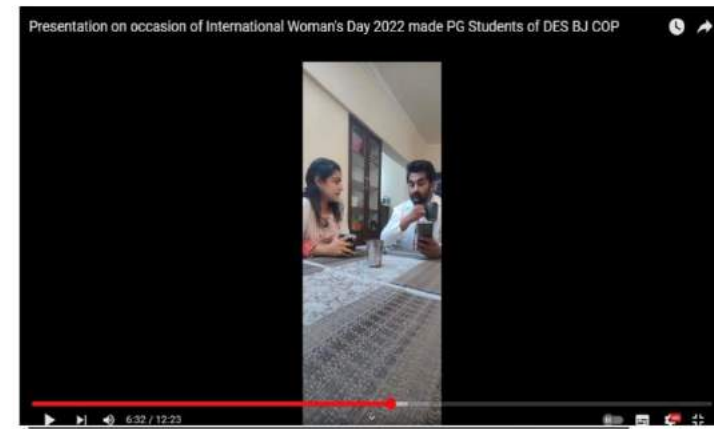 Presentation on occasion of International Woman's Day 2022 made PG Students of DES BJ COP
6:32 / 12:23